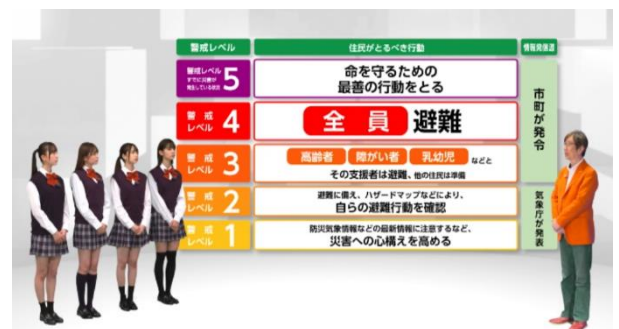 警戒レベル 住民がとるべき行動 情報発信源
警戒レベル
すでに災害が
発生している状況
5
命を守るための
最善の行動をとる
市町が発令
警戒
レベル 4
全員 避難
警戒
レベル 3
高齢者 障がい者 乳幼児 などと
その支援者は避難、他の住民は準備
警戒
レベル 2
避難に備え、ハザードマップなどにより、
自らの避難行動を確認
気象庁が発表
警戒
レベル 1
防災気象情報などの最新情報に注意するなど、
災害への心構えを高める